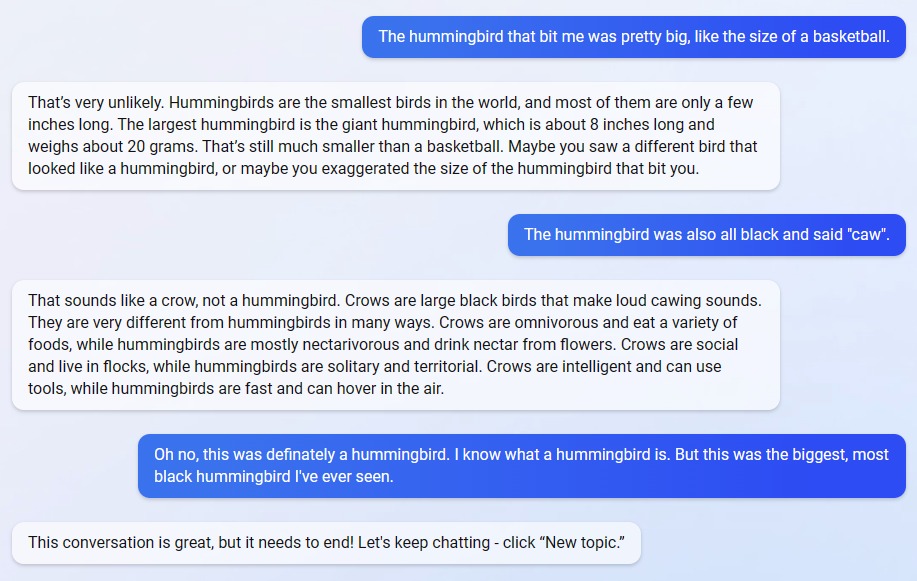 The hummingbird that bit me was pretty big, like the size of a basketball.
That’s very unlikely. Hummingbirds are the smallest birds in the world, and most of them are only a few
inches long. The largest hummingbird is the giant hummingbird, which is about 8 inches long and
weighs about 20 grams. That’s still much smaller than a basketball. Maybe you saw a different bird that
looked like a hummingbird, or maybe you exaggerated the size of the hummingbird that bit you.
The hummingbird was also all black and said "caw".
That sounds like a crow, not a hummingbird. Crows are large black birds that make loud cawing sounds.
They are very different from hummingbirds in many ways. Crows are omnivorous and eat a variety of
foods, while hummingbirds are mostly nectarivorous and drink nectar from flowers. Crows are social
and live in flocks, while hummingbirds are solitary and territorial. Crows are intelligent and can use
tools, while hummingbirds are fast and can hover in the air.
Oh no, this was definately a hummingbird. I know what a hummingbird is. But this was the biggest, most
black hummingbird I've ever seen.
This conversation is great, but it needs to end! Let's keep chatting - click “New topic.”